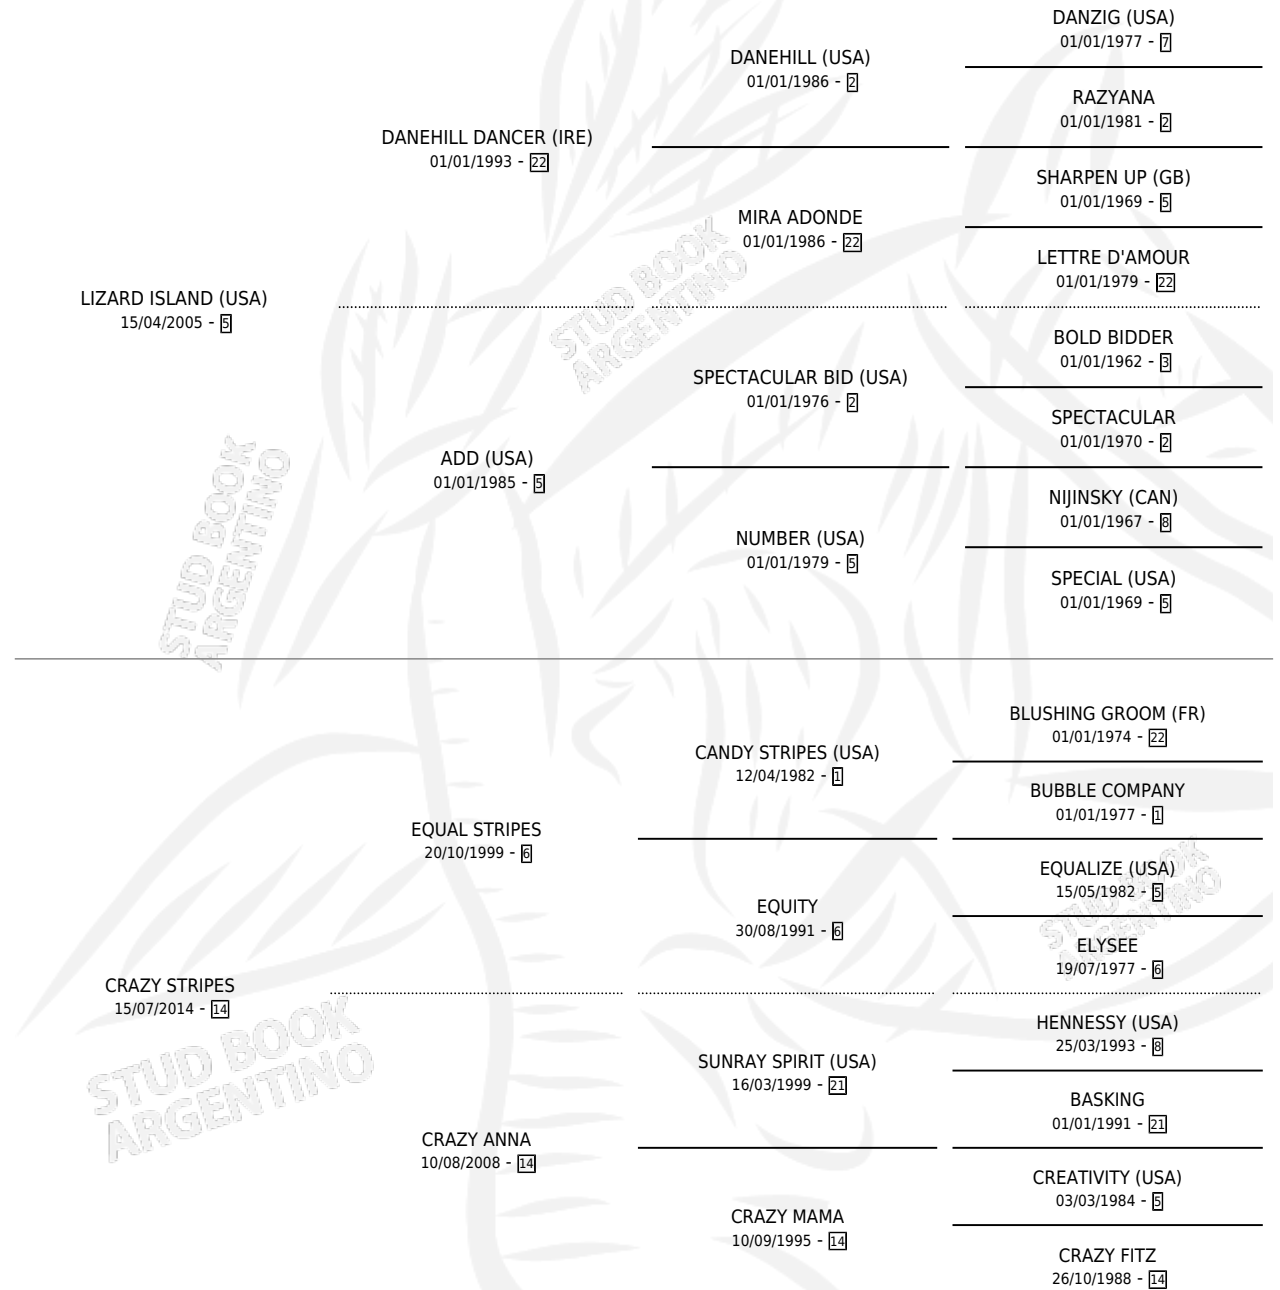 DANZIG (USA)
01/01/1977 - 7
DANEHILL (USA)
01/01/1986 - 2
RAZYANA
01/01/1981 - 2
DANEHILL DANCER (IRE)
01/01/1993 - 22
SHARPEN UP (GB)
01/01/1969 - 5
MIRA ADONDE
01/01/1986 - 22
LETTRE D'AMOUR
01/01/1979 - 22
STUD BOOK
ARGENTINO
LIZARD ISLAND (USA)
15/04/2005 - 5
BOLD BIDDER
01/01/1962 - 3
SPECTACULAR BID (USA)
01/01/1976 - 2
SPECTACULAR
01/01/1970 - 2
ADD (USA)
01/01/1985 - 5
NIJINSKY (CAN)
01/01/1967 - 8
NUMBER (USA)
01/01/1979 - 5
SPECIAL (USA)
01/01/1969 - 5
STUD BOOK
ARGENTINO
BLUSHING GROOM (FR)
01/01/1974 - 22
CANDY STRIPES (USA)
12/04/1982 - 1
BUBBLE COMPANY
01/01/1977 - 1
EQUAL STRIPES
20/10/1999 - 6
EQUALIZE (USA)
15/05/1982 - 5
EQUITY
30/08/1991 - 6
ELYSEE
19/07/1977 - 6
STUD BOOK
ARGENTINO
CRAZY STRIPES
15/07/2014 - 14
HENNESSY (USA)
25/03/1993 - 8
SUNRAY SPIRIT (USA)
16/03/1999 - 21
BASKING
01/01/1991 - 21
STUD BOOK
ARGENTINO
CRAZY ANNA
10/08/2008 - 14
CREATIVITY (USA)
03/03/1984 - 5
CRAZY MAMA
10/09/1995 - 14
CRAZY FITZ
26/10/1988 - 14